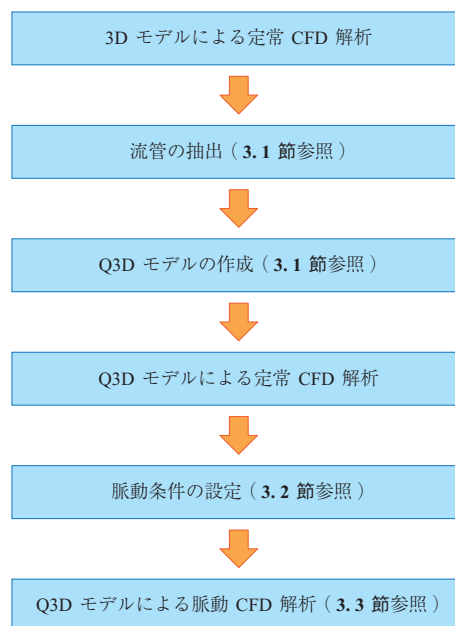 3D モデルによる定常 CFD 解析
流管の抽出（3.1 節参照）
Q3D モデルの作成（3.1 節参照）
Q3D モデルによる定常 CFD 解析
脈動条件の設定（3.2 節参照）
Q3D モデルによる脈動 CFD 解析（3.3 節参照）